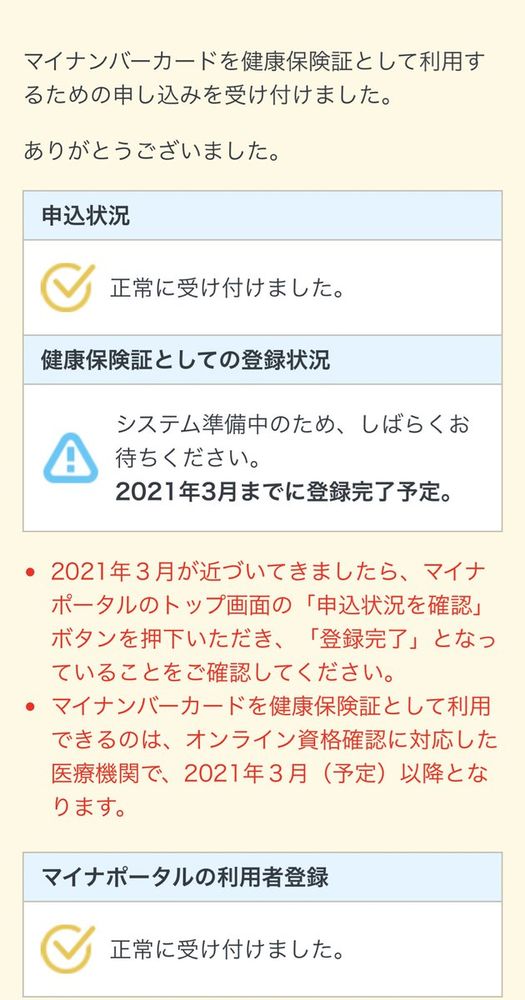 マイナンバーカードを健康保険証として利用す
るための申し込みを受け付けました。
ありがとうございました。
申込状況
正常に受け付けました。
健康保険証としての登録状況
システム準備中のため、しばらくお
待ちください。
2021年3月までに登録完了予定。
• 2021年３月が近づいてきましたら、マイナ
ポータルのトップ画面の「申込状況を確認」
ボタンを押下いただき、「登録完了」となっ
ていることをご確認してください。
• マイナンバーカードを健康保険証として利用
できるのは、オンライン資格確認に対応した
医療機関で、2021年３月（予定）以降とな
ります。
マイナポータルの利用者登録
正常に受け付けました。